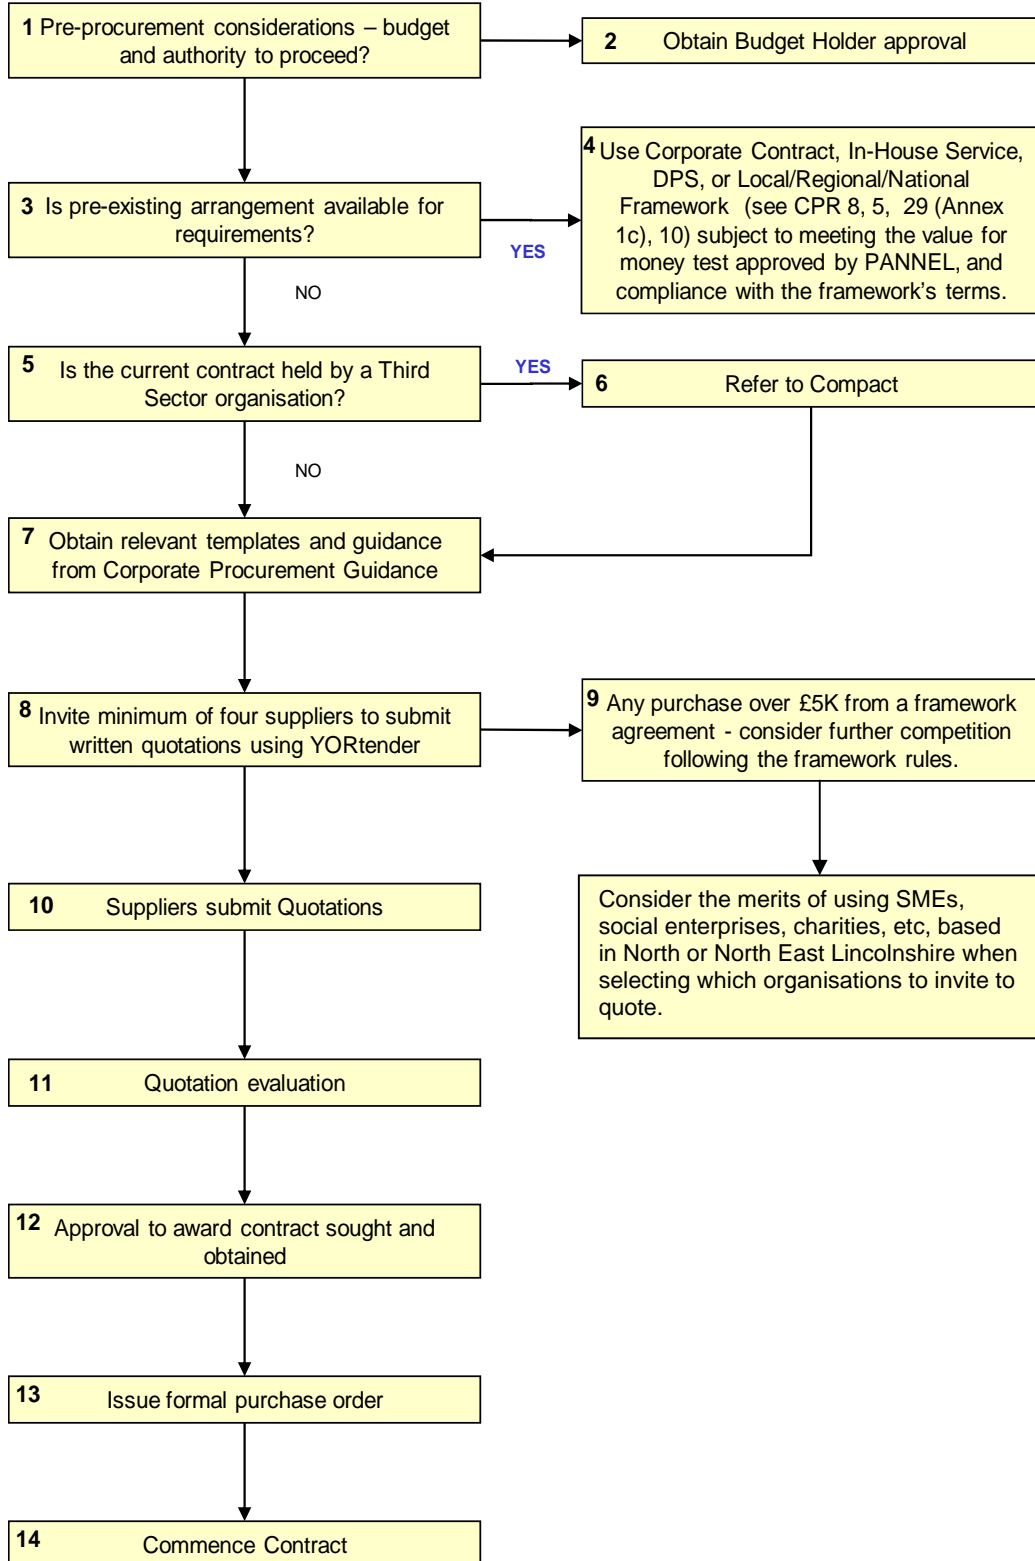 1 Pre-procurement considerations – budget
and authority to proceed?
2 Obtain Budget Holder approval
3 Is pre-existing arrangement available for
requirements?
YES
4 Use Corporate Contract, In-House Service,
DPS, or Local/Regional/National
Framework (see CPR 8, 5, 29 (Annex
1c), 10) subject to meeting the value for
money test approved by PANNEL, and
compliance with the framework's terms.
NO
5 Is the current contract held by a Third
Sector organisation?
YES
6 Refer to Compact
NO
7 Obtain relevant templates and guidance
from Corporate Procurement Guidance
8 Invite minimum of four suppliers to submit
written quotations using YORtender
9 Any purchase over £5K from a framework
agreement - consider further competition
following the framework rules.
10 Suppliers submit Quotations
Consider the merits of using SMEs,
social enterprises, charities, etc, based
in North or North East Lincolnshire when
selecting which organisations to invite to
quote.
11 Quotation evaluation
12 Approval to award contract sought and
obtained
13 Issue formal purchase order
14 Commence Contract